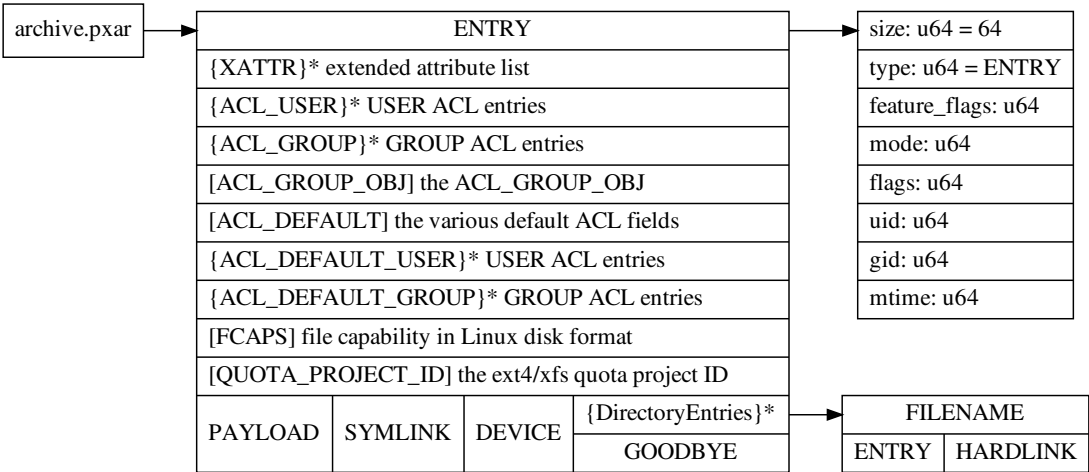 archive.pxar
ENTRY
{XATTR}* extended attribute list
{ACL_USER}* USER ACL entries
{ACL_GROUP}* GROUP ACL entries
[ACL_GROUP_OBJ] the ACL_GROUP_OBJ
[ACL_DEFAULT] the various default ACL fields
{ACL_DEFAULT_USER}* USER ACL entries
{ACL_DEFAULT_GROUP}* GROUP ACL entries
[FCAPS] file capability in Linux disk format
[QUOTA_PROJECT_ID] the ext4/xfs quota project ID
PAYLOAD
SYMLINK
DEVICE
{DirectoryEntries}*
GOODBYE
size: u64 = 64
type: u64 = ENTRY
feature_flags: u64
mode: u64
flags: u64
uid: u64
gid: u64
mtime: u64
FILENAME
ENTRY
HARDLINK